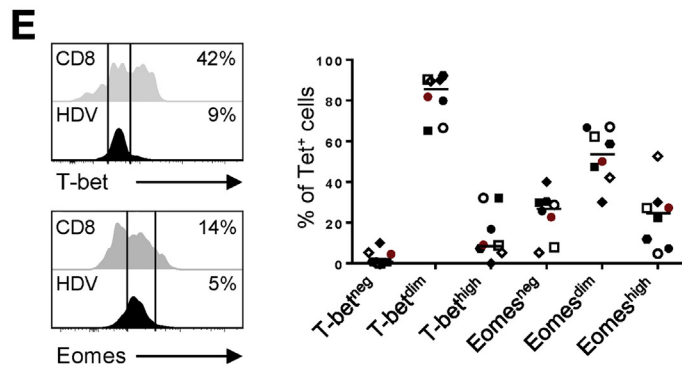 E
CD8 42%
HDV 9%
T-bet
CD8 14%
HDV 5%
Eomes
% of Tet⁺ cells
100
80
60
40
20
0
T-betⁿᵉᵍ
T-betᵈⁱᵐ
T-betʰⁱᵍʰ
Eomesⁿᵉᵍ
Eomesᵈⁱᵐ
Eomesʰⁱᵍʰ